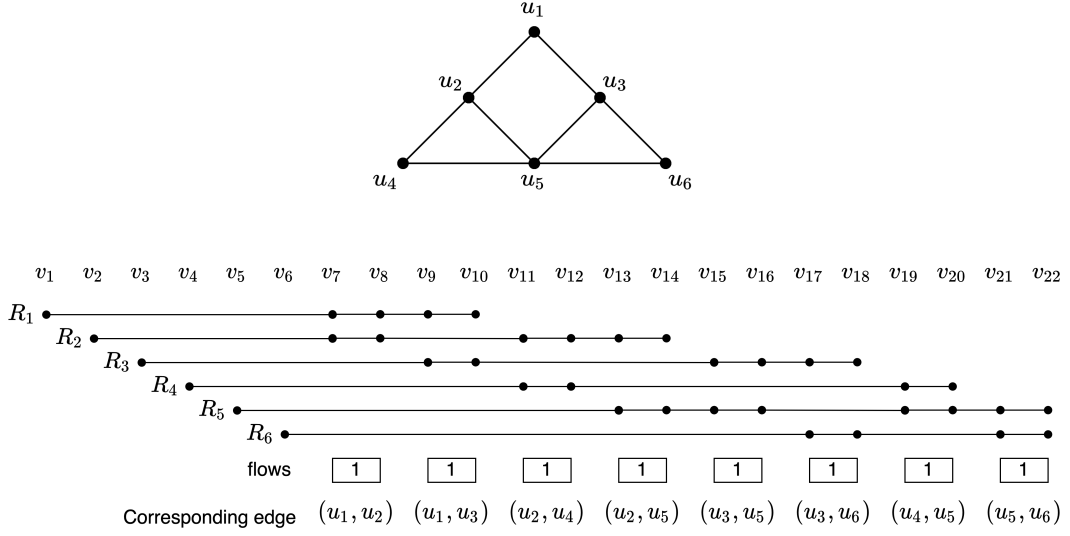 u₁
u₂ u₃
u₄ u₅ u₆
v₁ v₂ v₃ v₄ v₅ v₆ v₇ v₈ v₉ v₁₀ v₁₁ v₁₂ v₁₃ v₁₄ v₁₅ v₁₆ v₁₇ v₁₈ v₁₉ v₂₀ v₂₁ v₂₂
R₁
R₂
R₃
R₄
R₅
R₆
flows 1 1 1 1 1 1 1 1
Corresponding edge (u₁, u₂) (u₁, u₃) (u₂, u₄) (u₂, u₅) (u₃, u₅) (u₃, u₆) (u₄, u₅) (u₅, u₆)